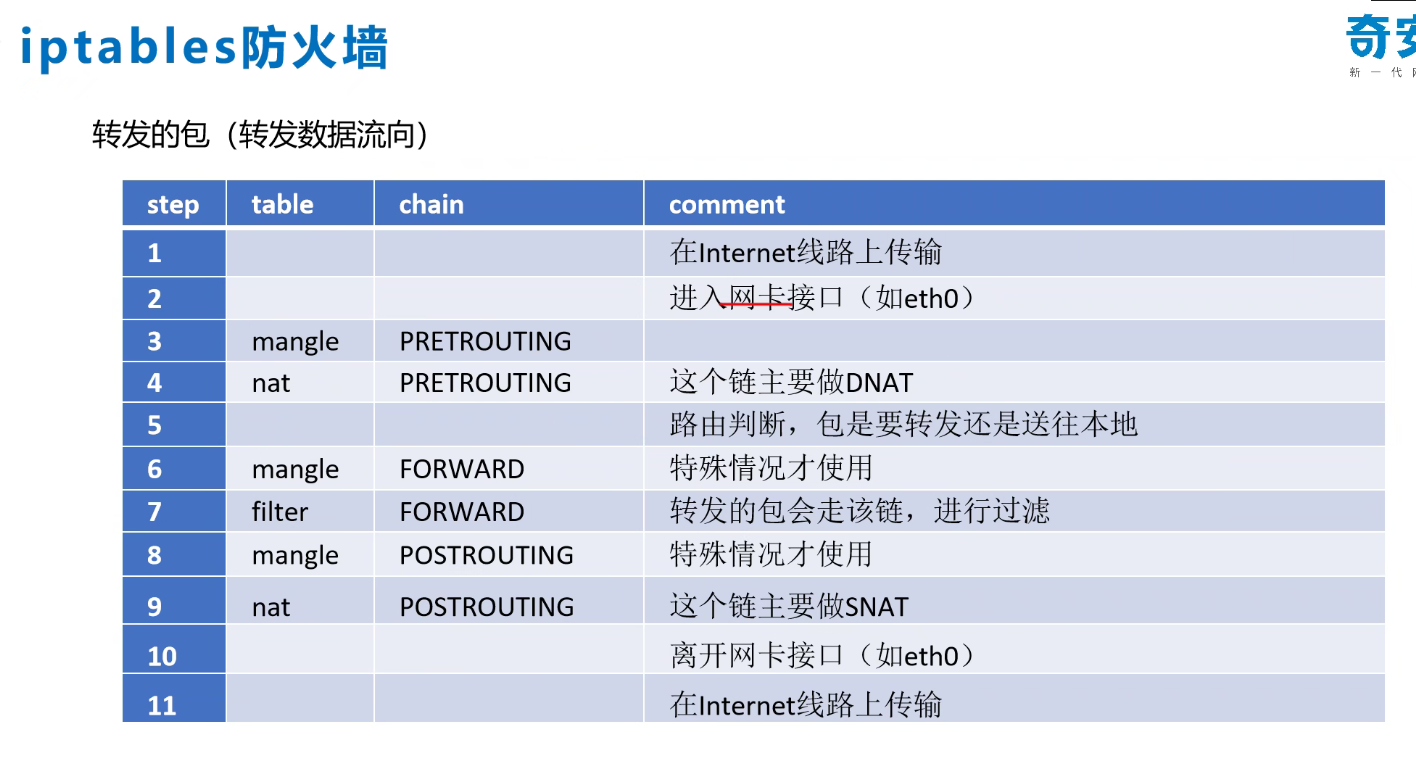 iptables防火墙
奇安
新一代网
转发的包（转发数据流向）
step table chain comment
1 在Internet线路上传输
2 进入网卡接口（如eth0）
3 mangle PRETROUTING
4 nat PRETROUTING 这个链主要做DNAT
5 路由判断，包是要转发还是送往本地
6 mangle FORWARD 特殊情况才使用
7 filter FORWARD 转发的包会走该链，进行过滤
8 mangle POSTROUTING 特殊情况才使用
9 nat POSTROUTING 这个链主要做SNAT
10 离开网卡接口（如eth0）
11 在Internet线路上传输